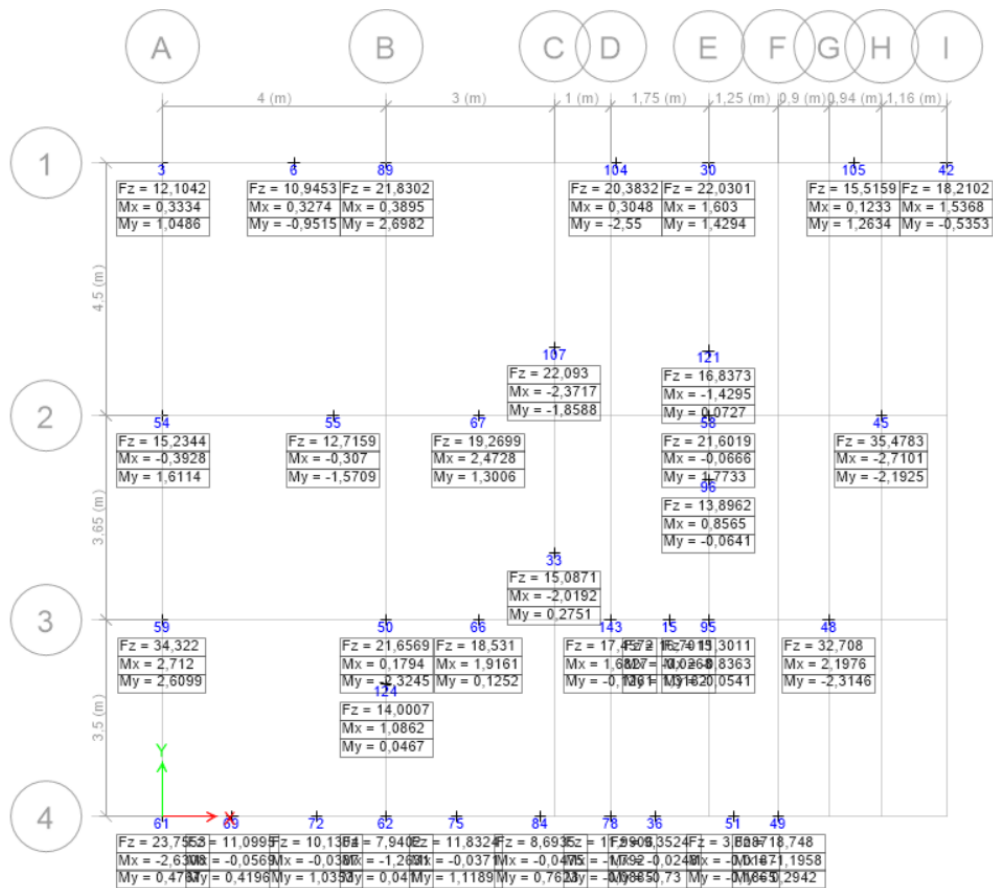 A B C D E F G H I
4 (m) 3 (m) 1 (m) 1,75 (m) 1,25 (m) 0,9 (m) 0,94 (m) 1,16 (m)
1
3 6 89 104 30 105 42
Fz = 12,1042 Fz = 10,9453 Fz = 21,8302 Fz = 20,3832 Fz = 22,0301 Fz = 15,5159 Fz = 18,2102
Mx = 0,3334 Mx = 0,3274 Mx = 0,3895 Mx = 0,3048 Mx = 1,603 Mx = 0,1233 Mx = 1,5368
My = 1,0486 My = -0,9515 My = 2,6982 My = -2,55 My = 1,4294 My = 1,2634 My = -0,5353
4,5 (m)
107 121
Fz = 22,093 Fz = 16,8373
Mx = -2,3717 Mx = -1,4295
My = -1,8588 My = 0,0727
2
54 55 67 58 45
Fz = 15,2344 Fz = 12,7159 Fz = 19,2699 Fz = 21,6019 Fz = 35,4783
Mx = -0,3928 Mx = -0,307 Mx = 2,4728 Mx = -0,0666 Mx = -2,7101
My = 1,6114 My = -1,5709 My = 1,3006 My = 1,7733 My = -2,1925
3,65 (m)
96
Fz = 13,8962
Mx = 0,8565
My = -0,0641
33
Fz = 15,0871
Mx = -2,0192
My = 0,2751
3
59 50 66 143 15 95 48
Fz = 34,322 Fz = 21,6569 Fz = 18,531 Fz = 32,708
Mx = 2,712 Mx = 0,1794 Mx = 1,9161 Mx = 2,1976
My = 2,6099 My = -2,3245 My = 0,1252 My = -2,3146
124
Fz = 14,0007
Mx = 1,0862
My = 0,0467
3,5 (m)
Y
X
4
61 69 72 62 75 84 78 36 51 49